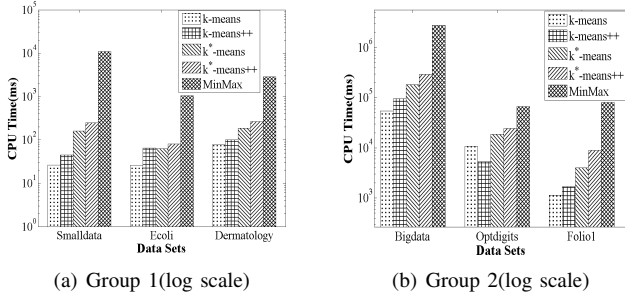 10^5
10^4
10^3
10^2
10^1
10^0
CPU Time(ms)
k-means
k-means++
k*-means
k*-means++
MinMax
Smalldata Ecoli Dermatology
Data Sets
(a) Group 1(log scale)
10^6
10^5
10^4
10^3
CPU Time(ms)
k-means
k-means++
k*-means
k*-means++
MinMax
Bigdata Optdigits Folio1
Data Sets
(b) Group 2(log scale)